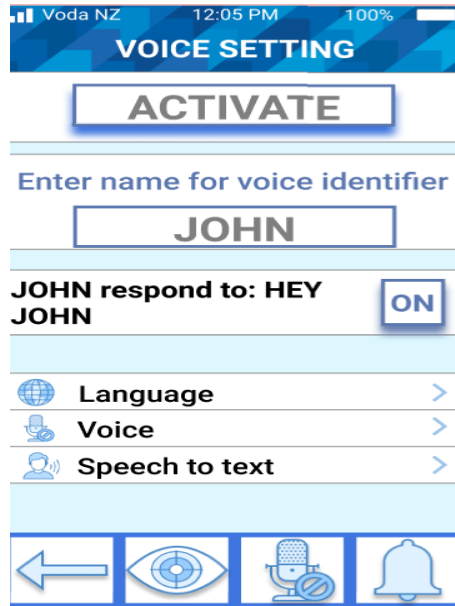 Voda NZ 12:05 PM 100%
VOICE SETTING
ACTIVATE
Enter name for voice identifier
JOHN
JOHN respond to: HEY
JOHN
ON
Language
Voice
Speech to text